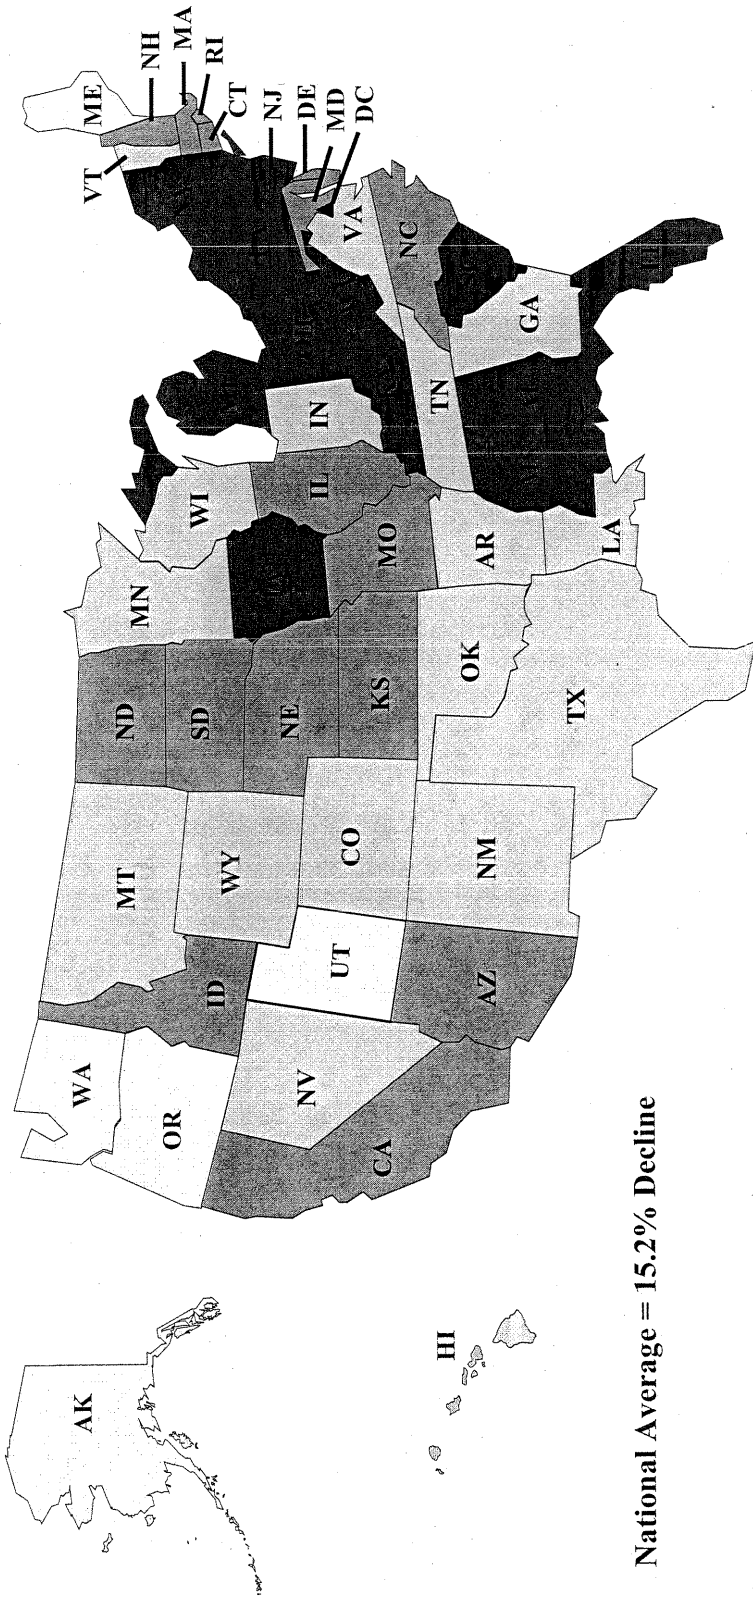 AK
HI
WA
OR
CA
NV
ID
MT
WY
UT
AZ
CO
NM
ND
SD
NE
KS
OK
TX
MN
WI
IL
MO
AR
LA
IN
TN
GA
NC
VA
VT
ME
NH
MA
RI
CT
NJ
DE
MD
DC
National Average = 15.2% Decline